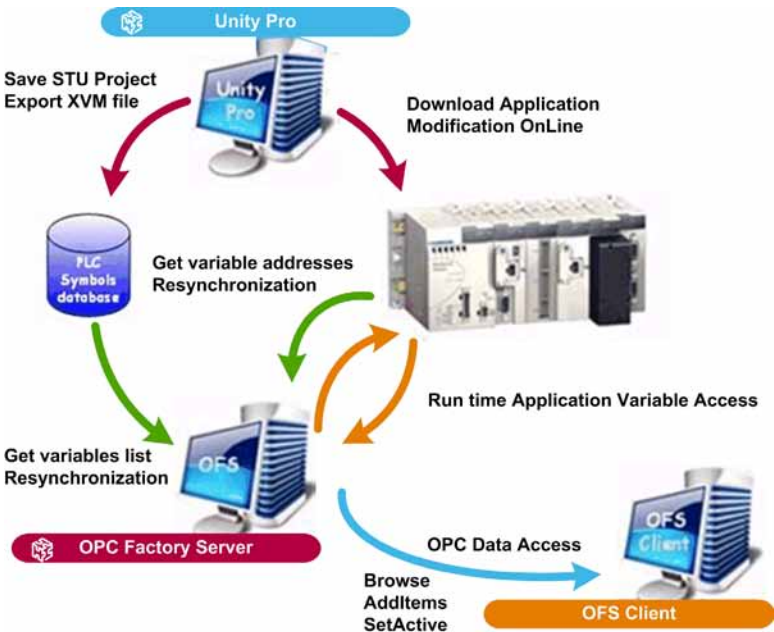 Unity Pro
Save STU Project
Export XVM file
Unity
Pro
Download Application
Modification OnLine
PLC
Symbols
database
Get variable addresses
Resynchronization
Run time Application Variable Access
Get variables list
Resynchronization
OFS
OPC Factory Server
OPC Data Access
Browse
AddItems
SetActive
OFS
Client
OFS Client